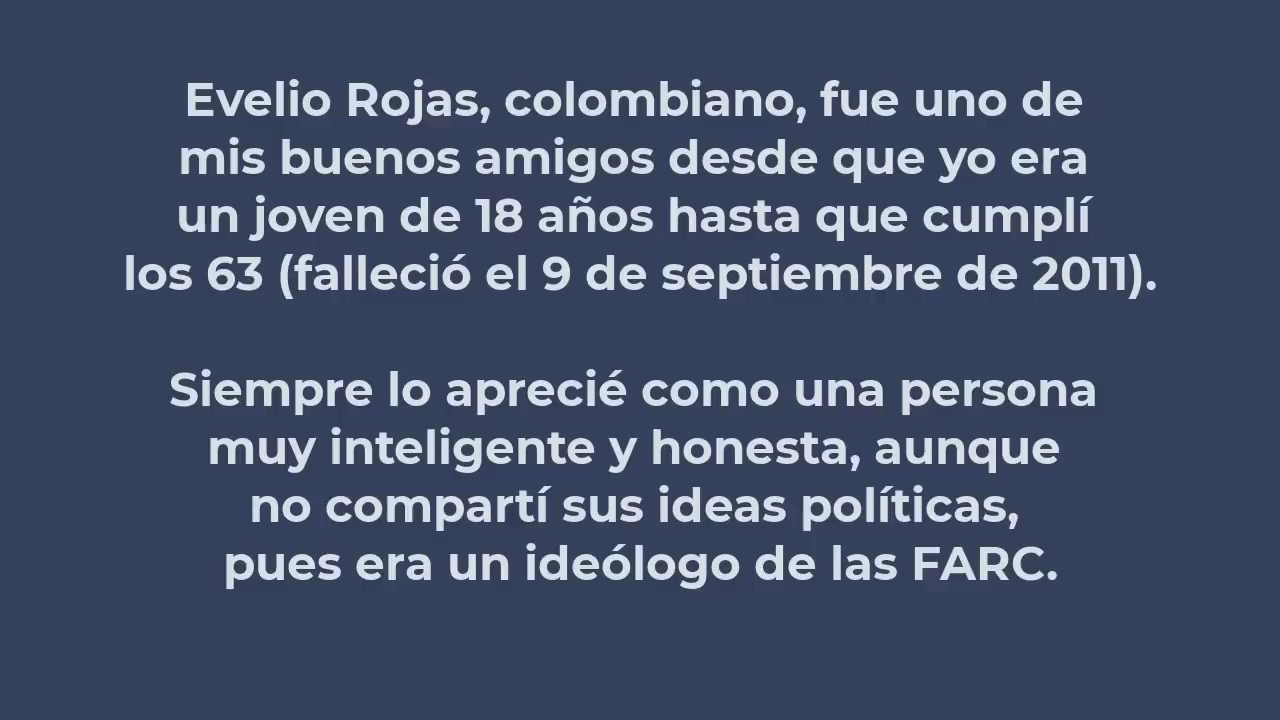 Evelio Rojas, colombiano, fue uno de
mis buenos amigos desde que yo era
un joven de 18 años hasta que cumplí
los 63 (falleció el 9 de septiembre de 2011).
Siempre lo aprecié como una persona
muy inteligente y honesta, aunque
no compartí sus ideas políticas,
pues era un ideólogo de las FARC.